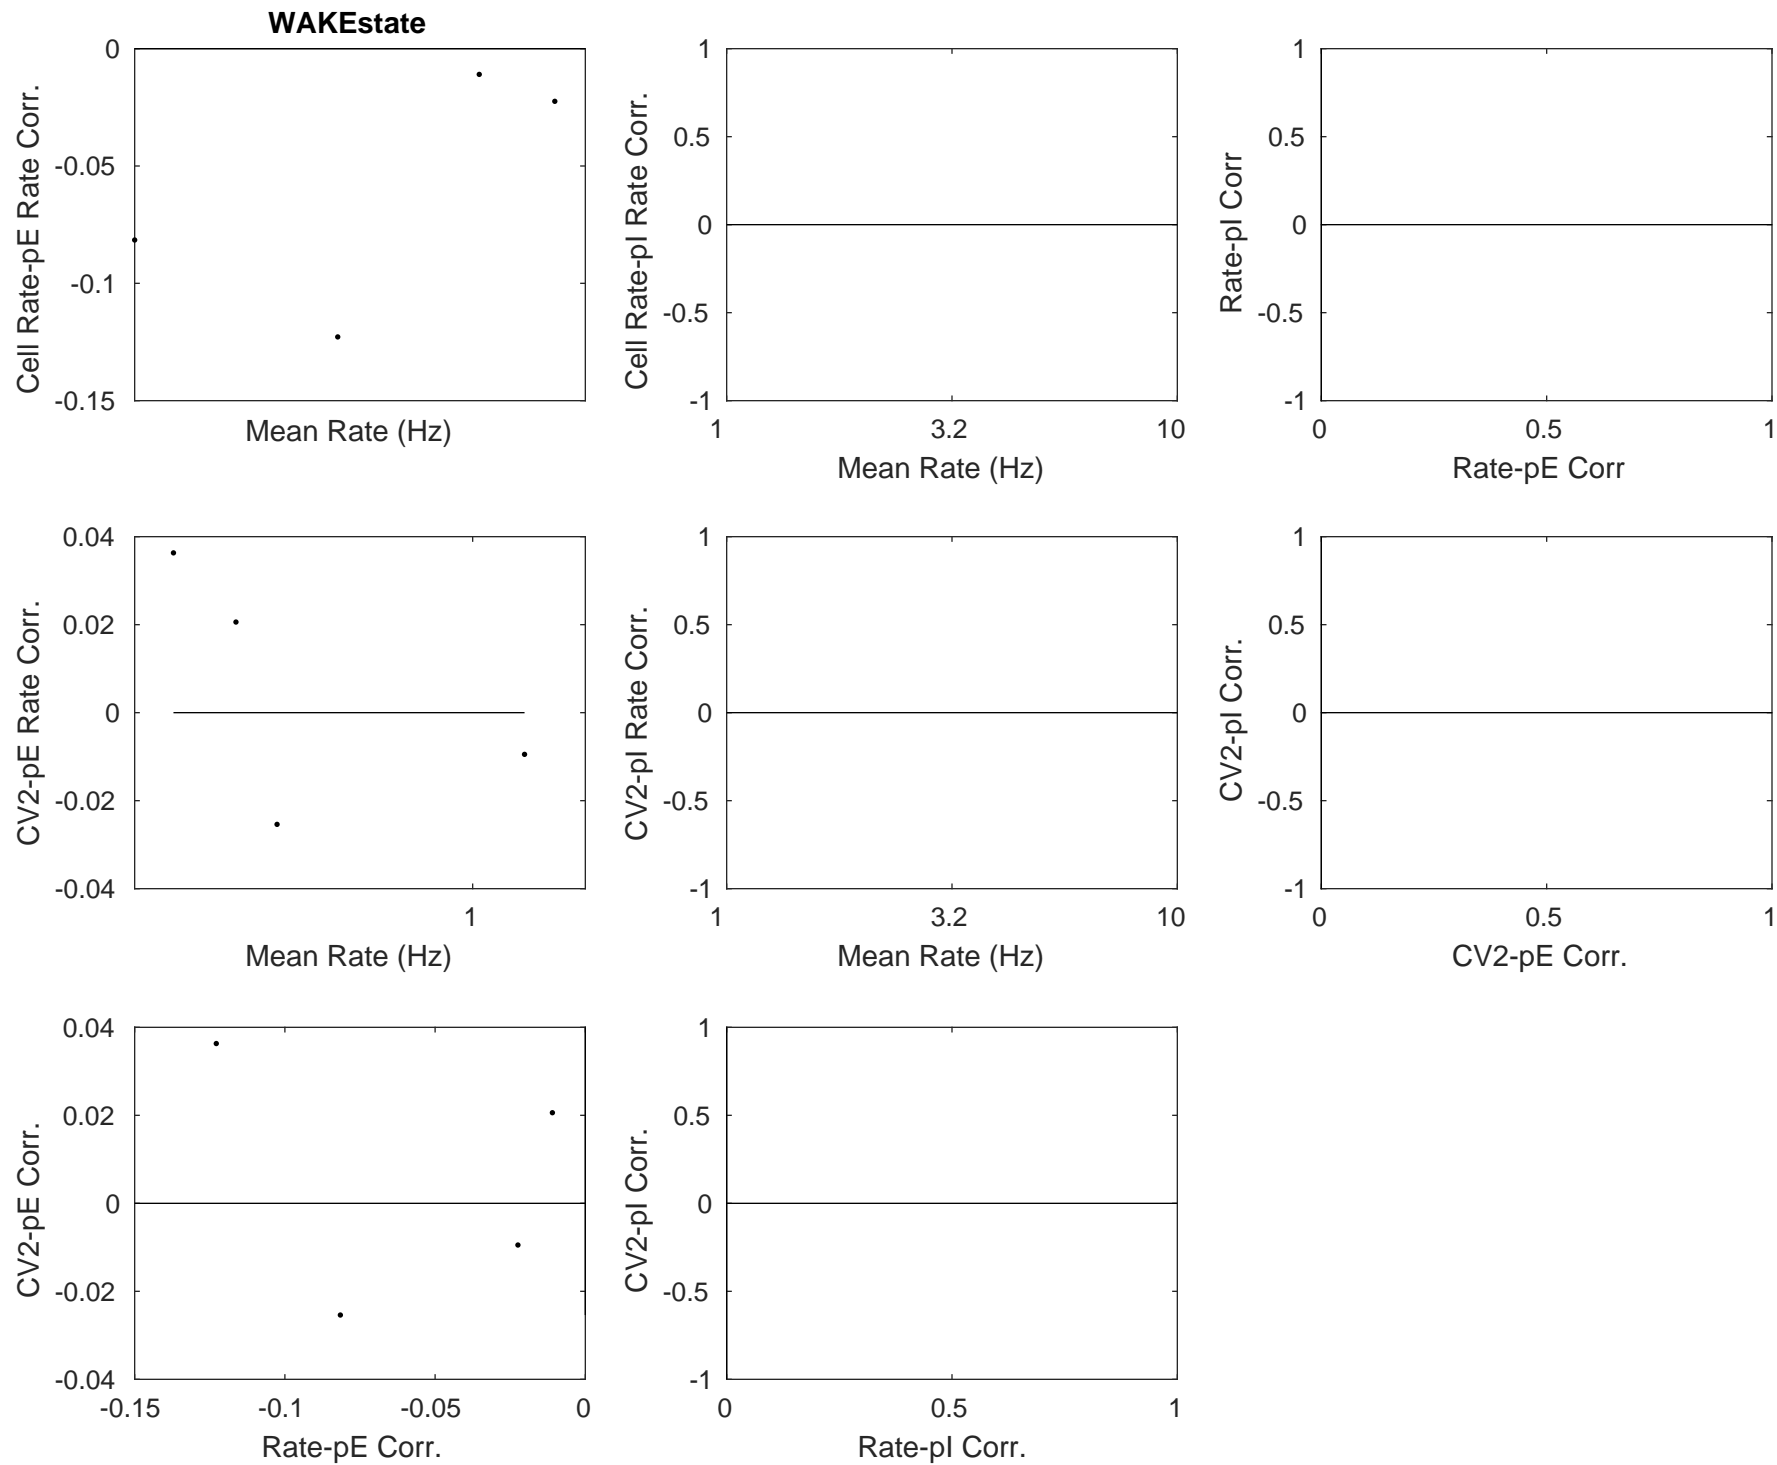 WAKEstate
0
-0.05
-0.1
-0.15
Cell Rate-pE Rate Corr.
Mean Rate (Hz)
1
0.5
0
-0.5
-1
Cell Rate-pI Rate Corr.
1 3.2 10
Mean Rate (Hz)
1
0.5
0
-0.5
-1
Rate-pI Corr
0 0.5 1
Rate-pE Corr
0.04
0.02
0
-0.02
-0.04
CV2-pE Rate Corr.
1
Mean Rate (Hz)
1
0.5
0
-0.5
-1
CV2-pI Rate Corr.
1 3.2 10
Mean Rate (Hz)
1
0.5
0
-0.5
-1
CV2-pI Corr.
0 0.5 1
CV2-pE Corr.
0.04
0.02
0
-0.02
-0.04
CV2-pE Corr.
-0.15 -0.1 -0.05 0
Rate-pE Corr.
1
0.5
0
-0.5
-1
CV2-pI Corr.
0 0.5 1
Rate-pI Corr.